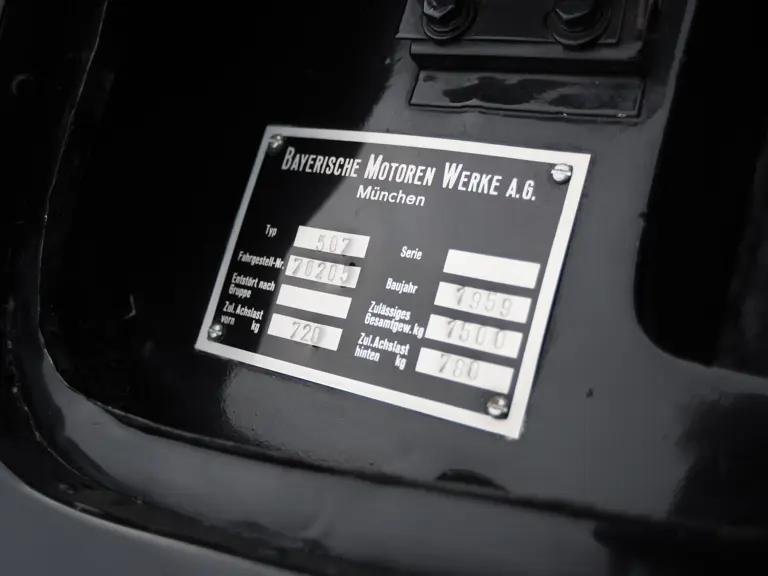 BAYERISCHE MOTOREN WERKE A.G.
München
Typ 507 Serie
Fahrgestell-Nr. 70205 Baujahr 1959
Entstört nach Gruppe Zulässiges Gesamtgew. kg 1500
Zul. Achslast vorn kg 720 Zul. Achslast hinten kg 780